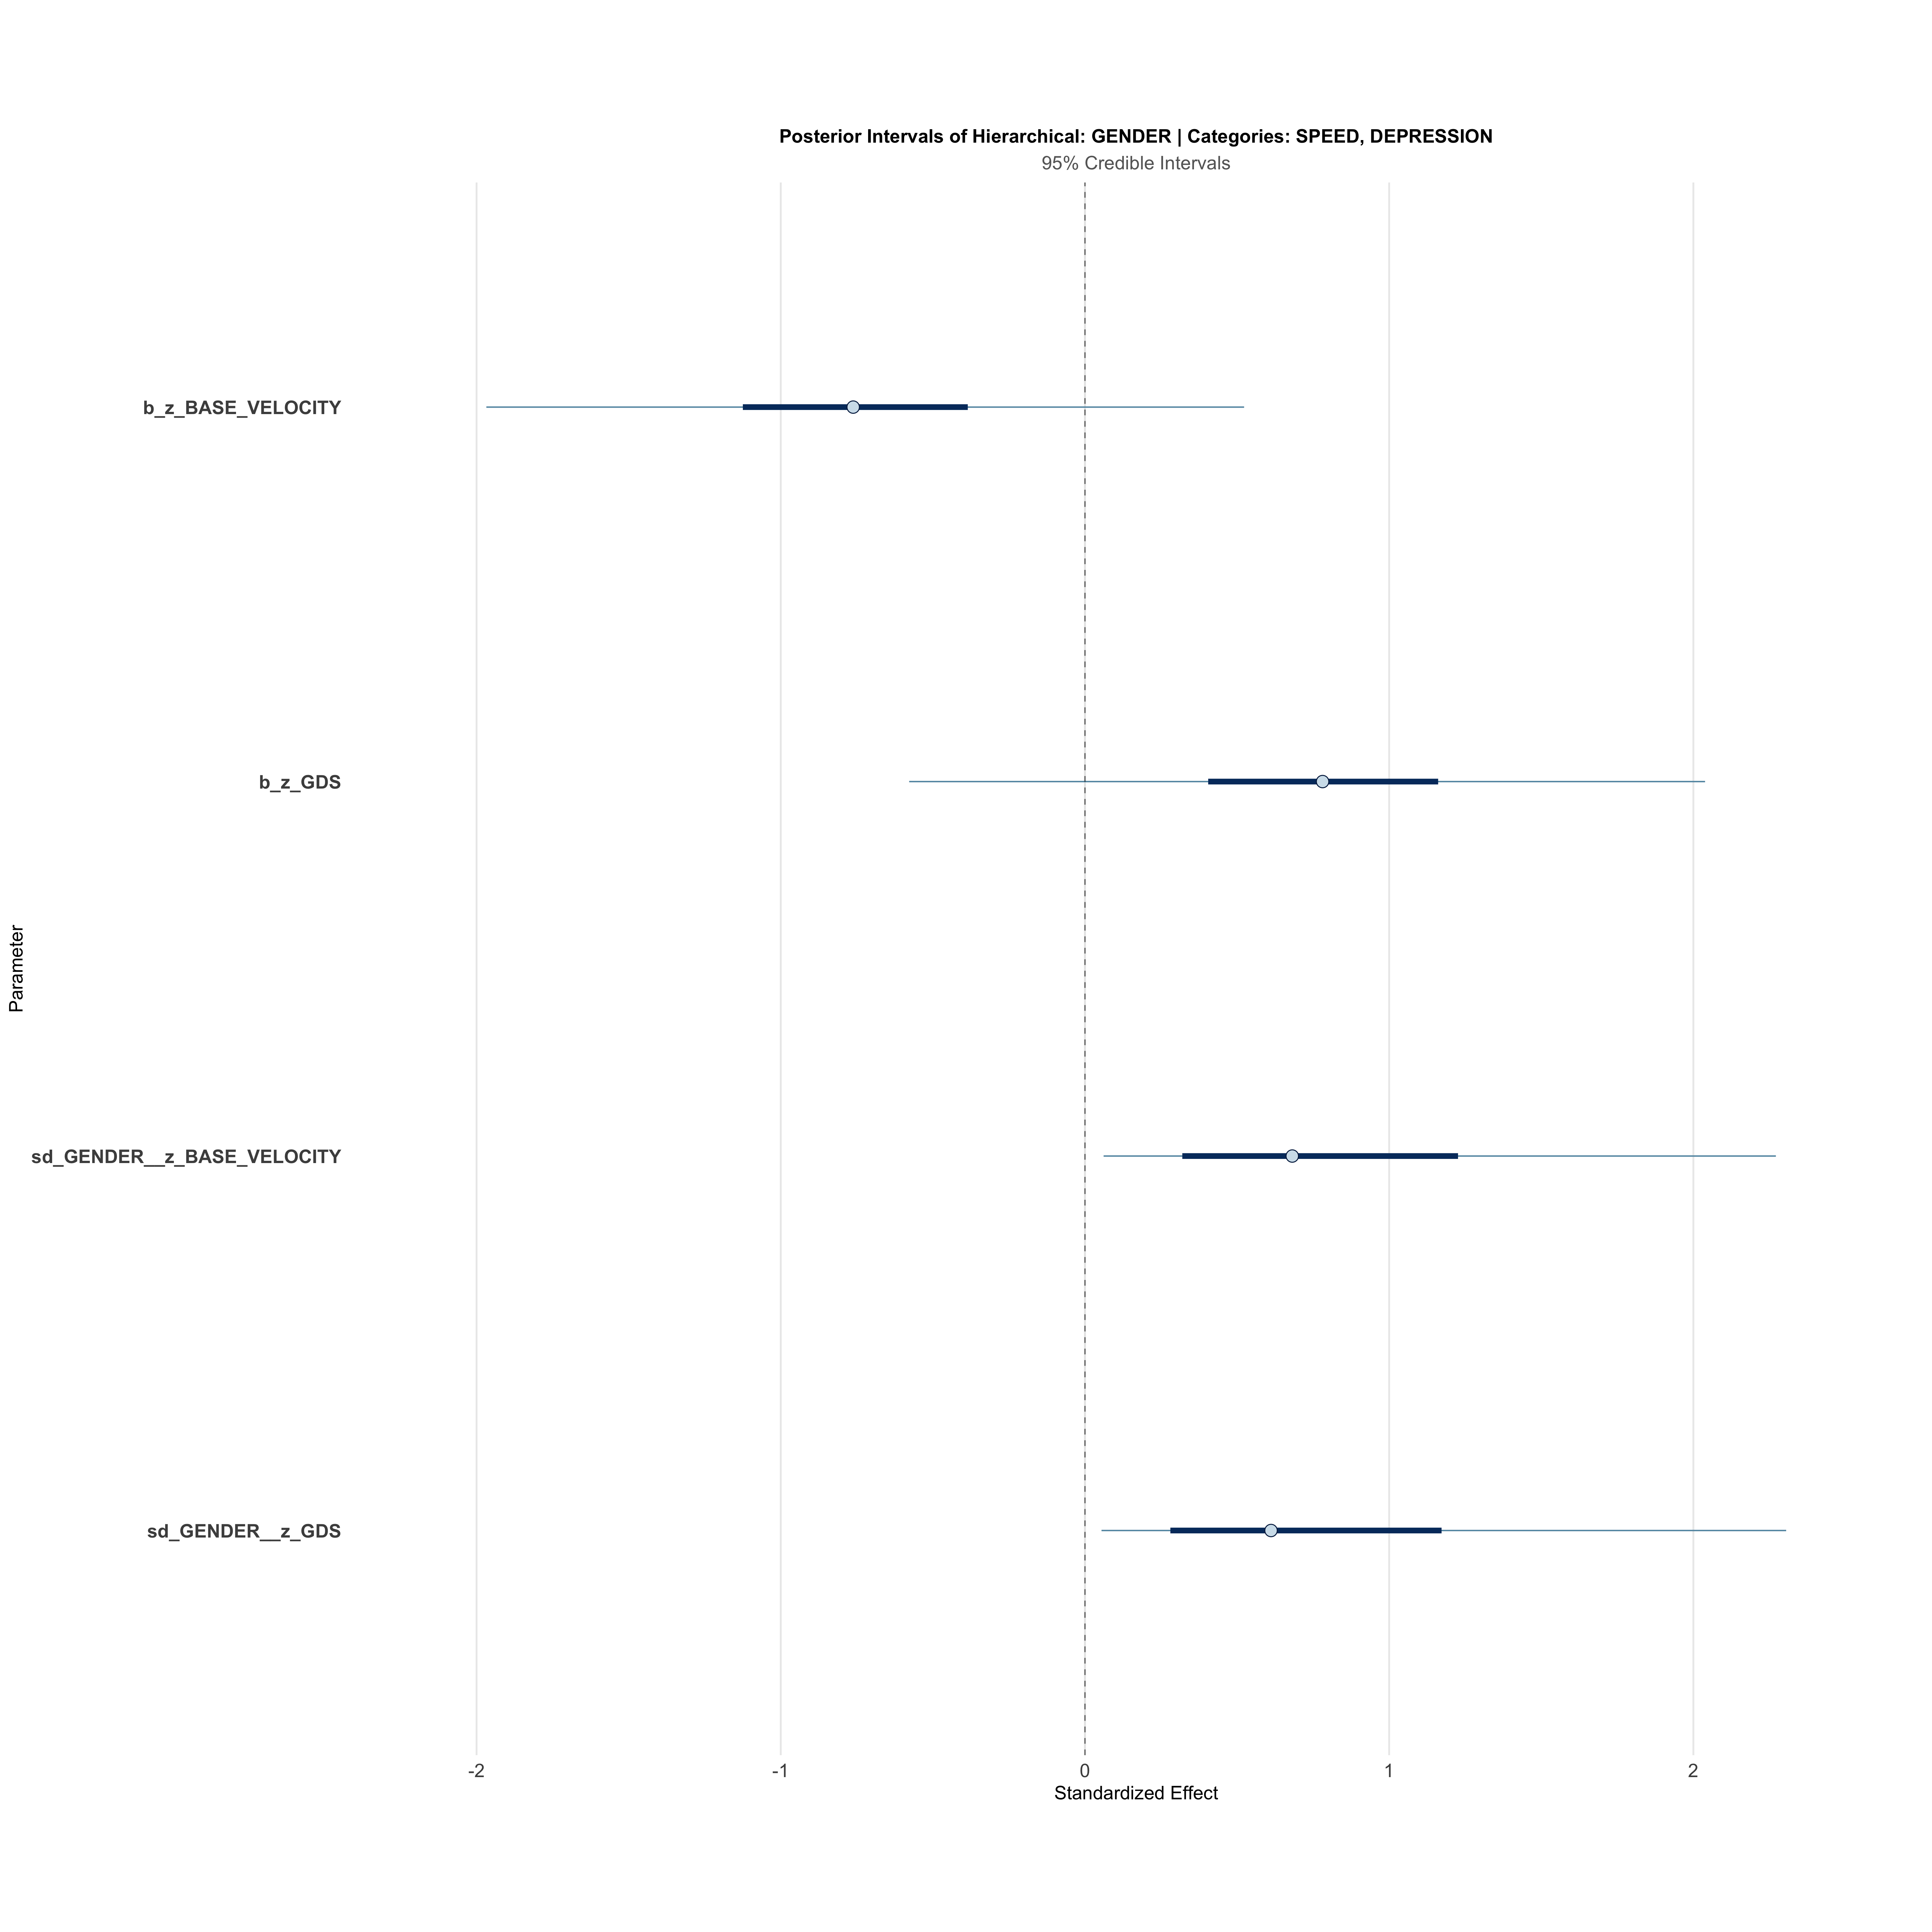 Posterior Intervals of Hierarchical: GENDER | Categories: SPEED, DEPRESSION
95% Credible Intervals
b_z_BASE_VELOCITY
b_z_GDS
Parameter
sd_GENDER__z_BASE_VELOCITY
sd_GENDER__z_GDS
-2 -1 0 1 2
Standardized Effect